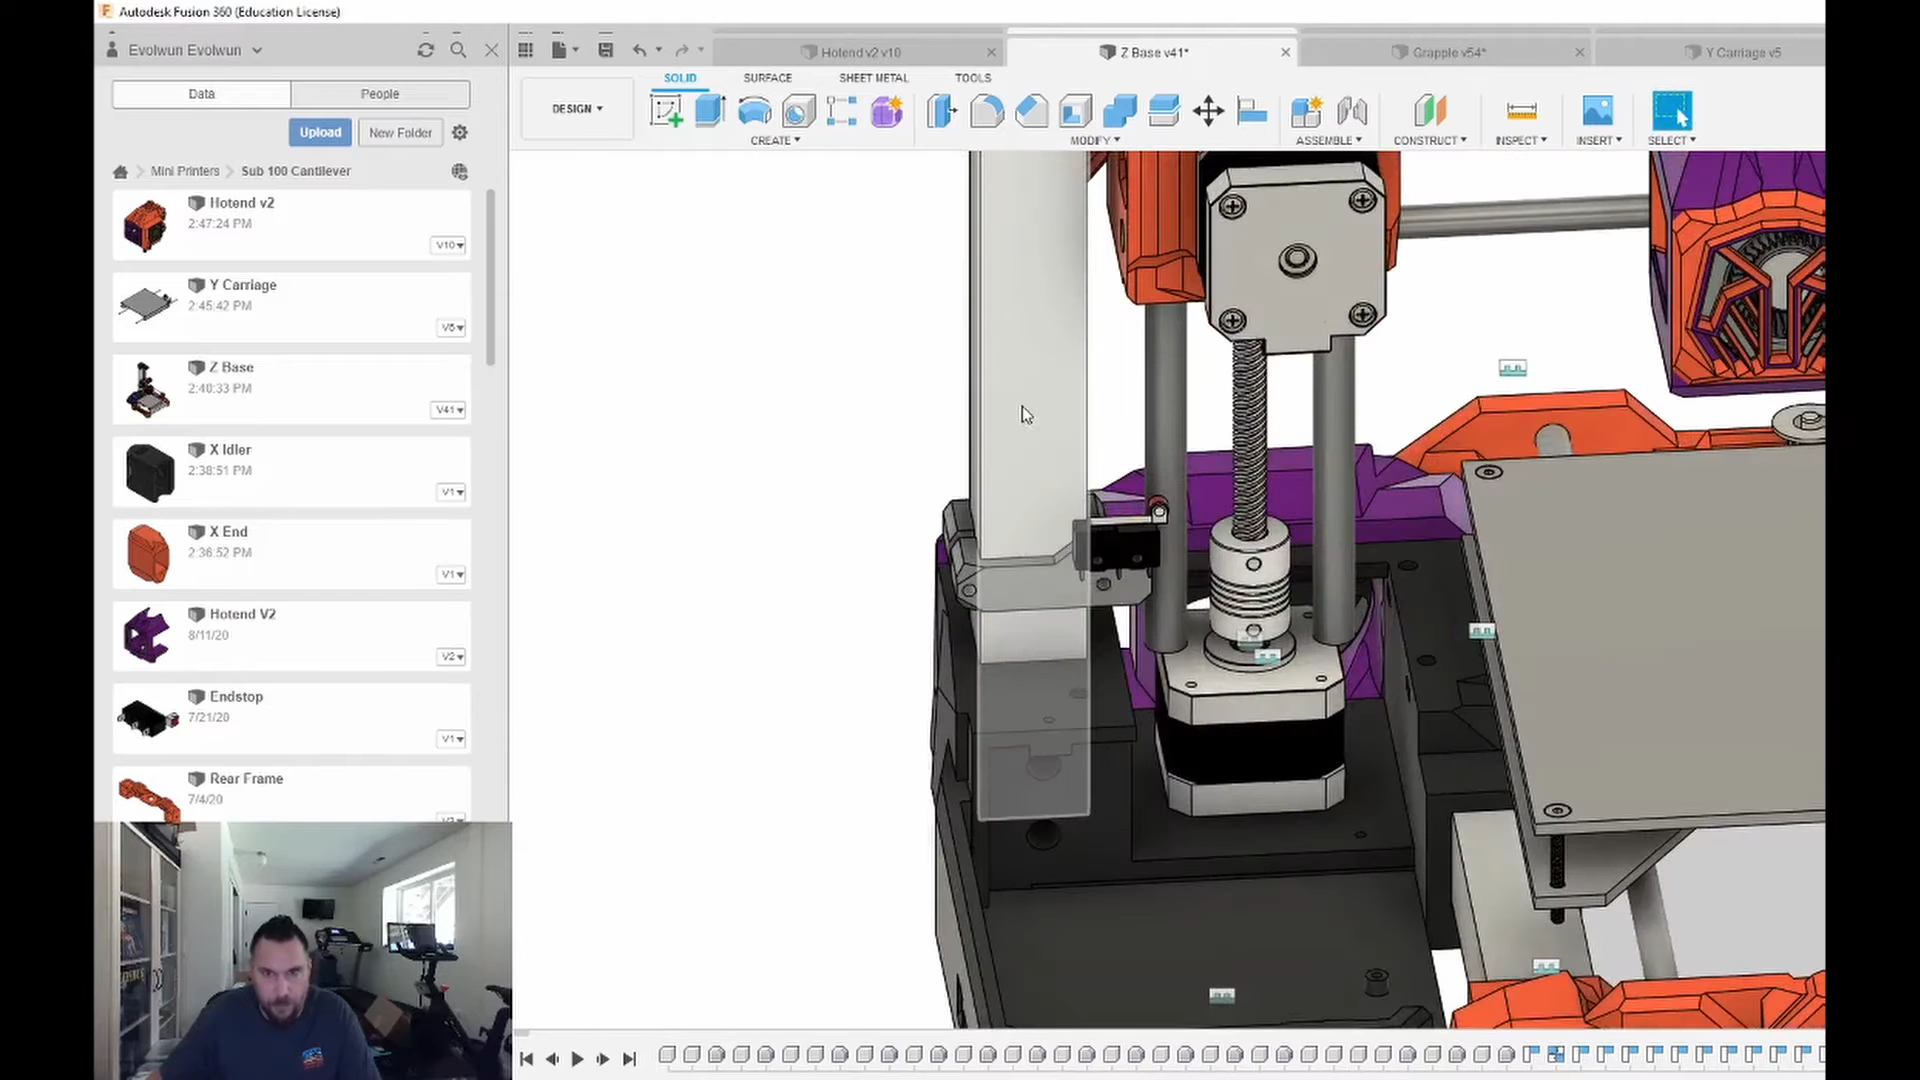 Autodesk Fusion 360 (Education License)
Evolwun Evolwun
Hotend v2 v10
Z Base v41*
Grapple v54*
Y Carriage v5
SOLID
SURFACE
SHEET METAL
TOOLS
Data
People
DESIGN
Upload
New Folder
CREATE
MODIFY
ASSEMBLE
CONSTRUCT
INSPECT
INSERT
SELECT
Mini Printers
Sub 100 Cantilever
Hotend v2
2:47:24 PM
V10
Y Carriage
2:45:42 PM
Z Base
2:40:33 PM
V41
X Idler
2:38:51 PM
V1
X End
2:36:52 PM
V1
Hotend V2
8/11/20
V2
Endstop
7/21/20
V1
Rear Frame
7/4/20